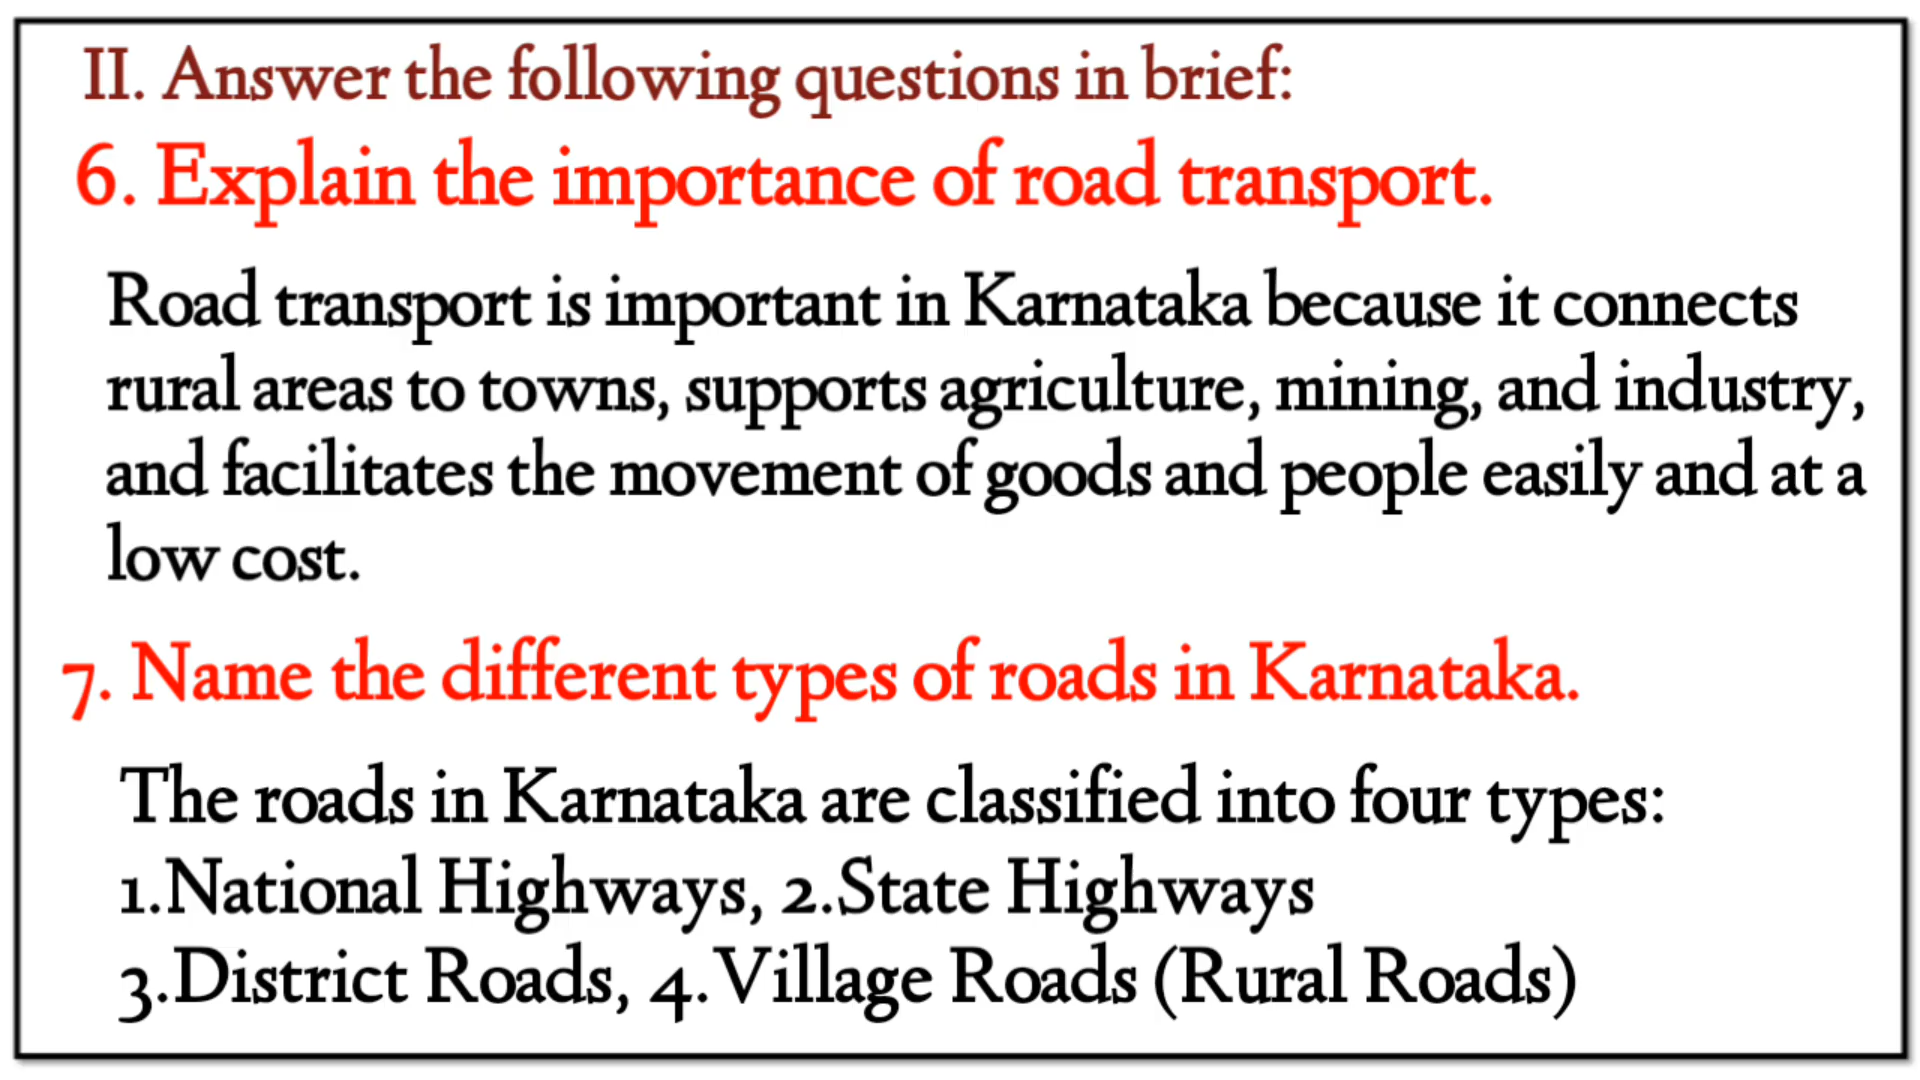 II. Answer the following questions in brief:
6. Explain the importance of road transport.
Road transport is important in Karnataka because it connects
rural areas to towns, supports agriculture, mining, and industry,
and facilitates the movement of goods and people easily and at a
low cost.
7. Name the different types of roads in Karnataka.
The roads in Karnataka are classified into four types:
1.National Highways, 2.State Highways
3.District Roads, 4.Village Roads (Rural Roads)